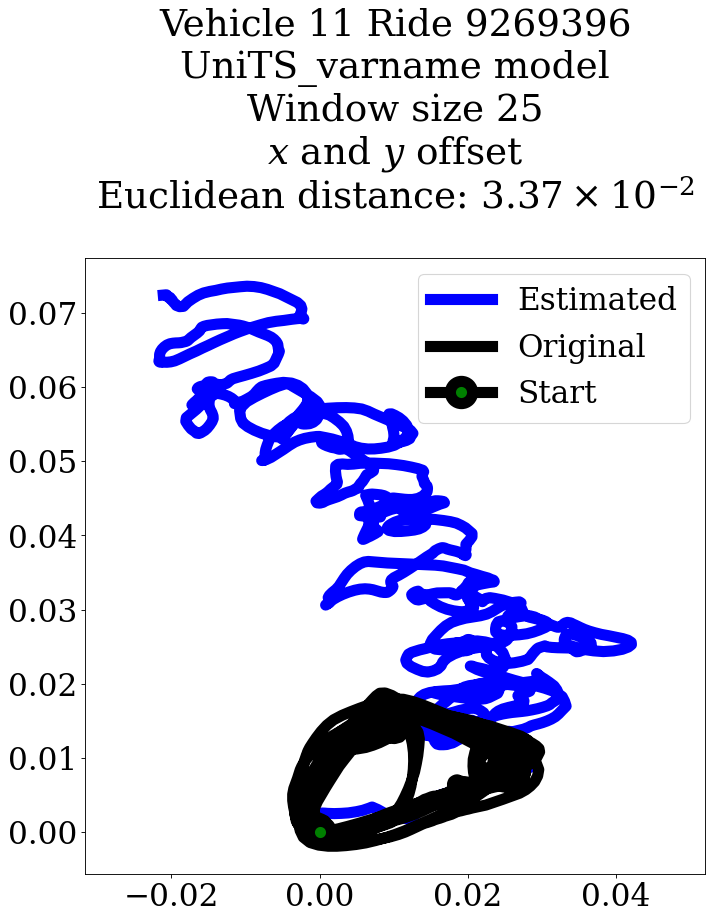 Vehicle 11 Ride 9269396
UniTS_varname model
Window size 25
x and y offset
Euclidean distance: 3.37 × 10⁻²
Estimated
Original
Start
0.07
0.06
0.05
0.04
0.03
0.02
0.01
0.00
−0.02 0.00 0.02 0.04